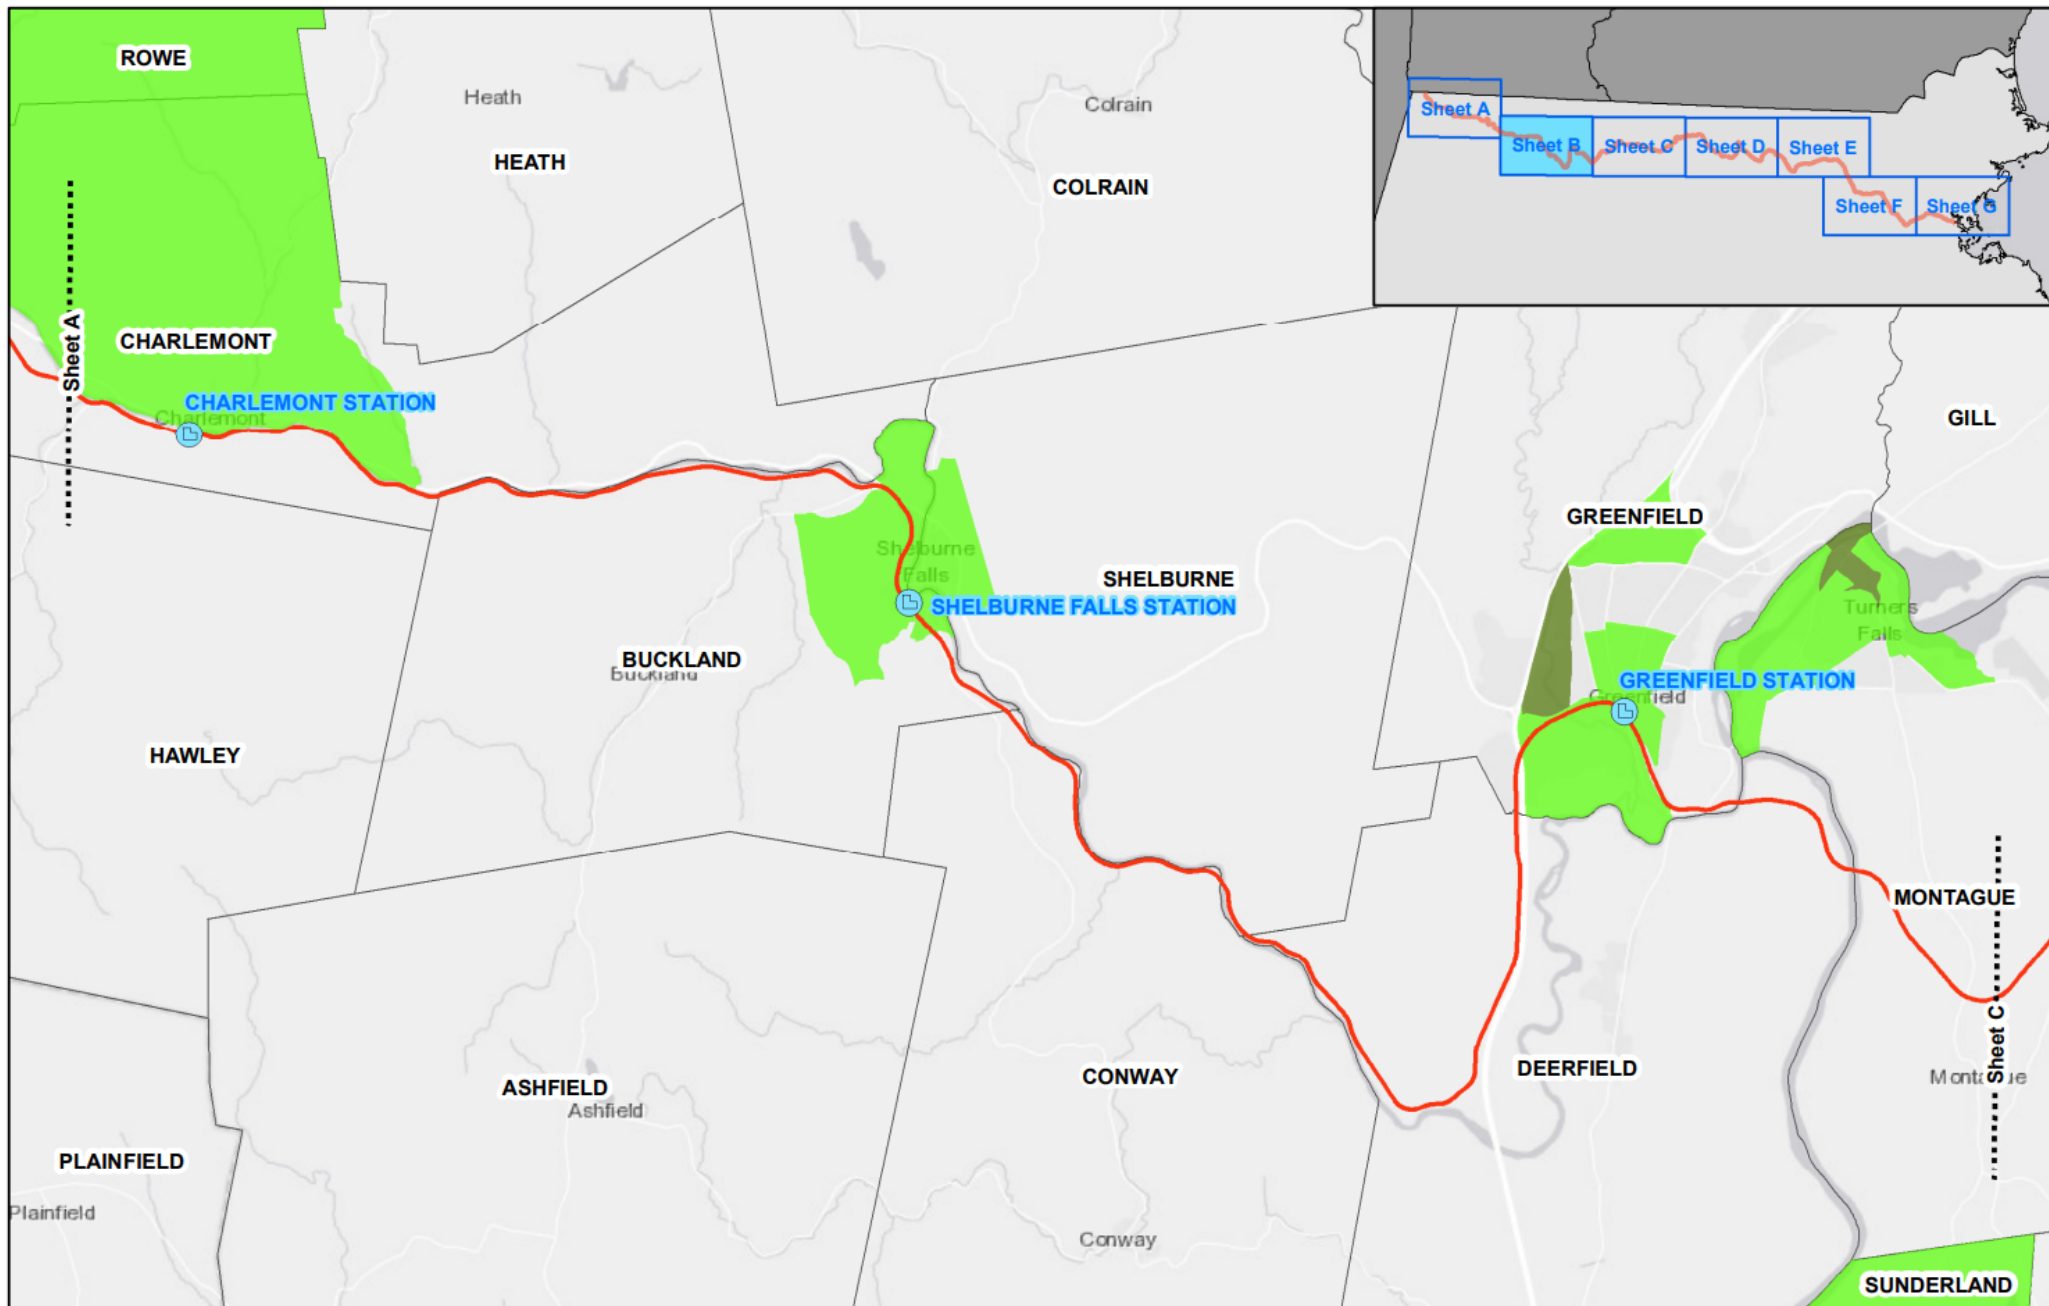 ROWE
Heath
HEATH
Colrain
COLRAIN
Sheet A
Sheet B
Sheet C
Sheet D
Sheet E
Sheet F
Sheet G
Sheet A
CHARLEMONT
CHARLEMONT STATION
Charlemont
GILL
GREENFIELD
Shelburne
Falls
SHELBURNE
SHELBURNE FALLS STATION
Turners
Falls
BUCKLAND
Buckland
GREENFIELD STATION
Greenfield
HAWLEY
MONTAGUE
Sheet C
ASHFIELD
Ashfield
CONWAY
DEERFIELD
Montague
PLAINFIELD
Plainfield
Conway
SUNDERLAND